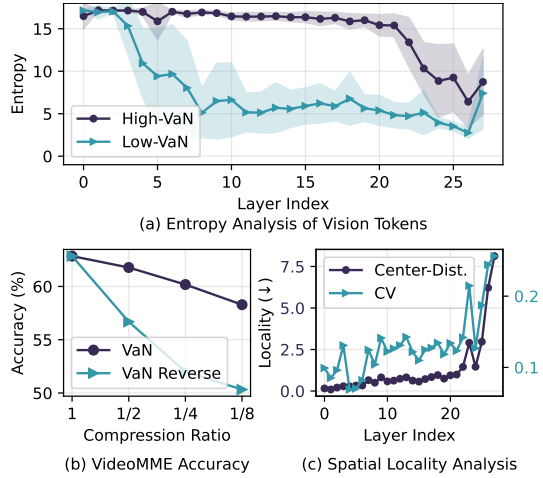 15
10
5
0
Entropy
High-VaN
Low-VaN
0 5 10 15 20 25
Layer Index
(a) Entropy Analysis of Vision Tokens
60
55
50
Accuracy (%)
VaN
VaN Reverse
1 1/2 1/4 1/8
Compression Ratio
(b) VideoMME Accuracy
7.5
5.0
2.5
0.0
Locality (↓)
Center-Dist.
CV
0.2
0.1
0 10 20
Layer Index
(c) Spatial Locality Analysis